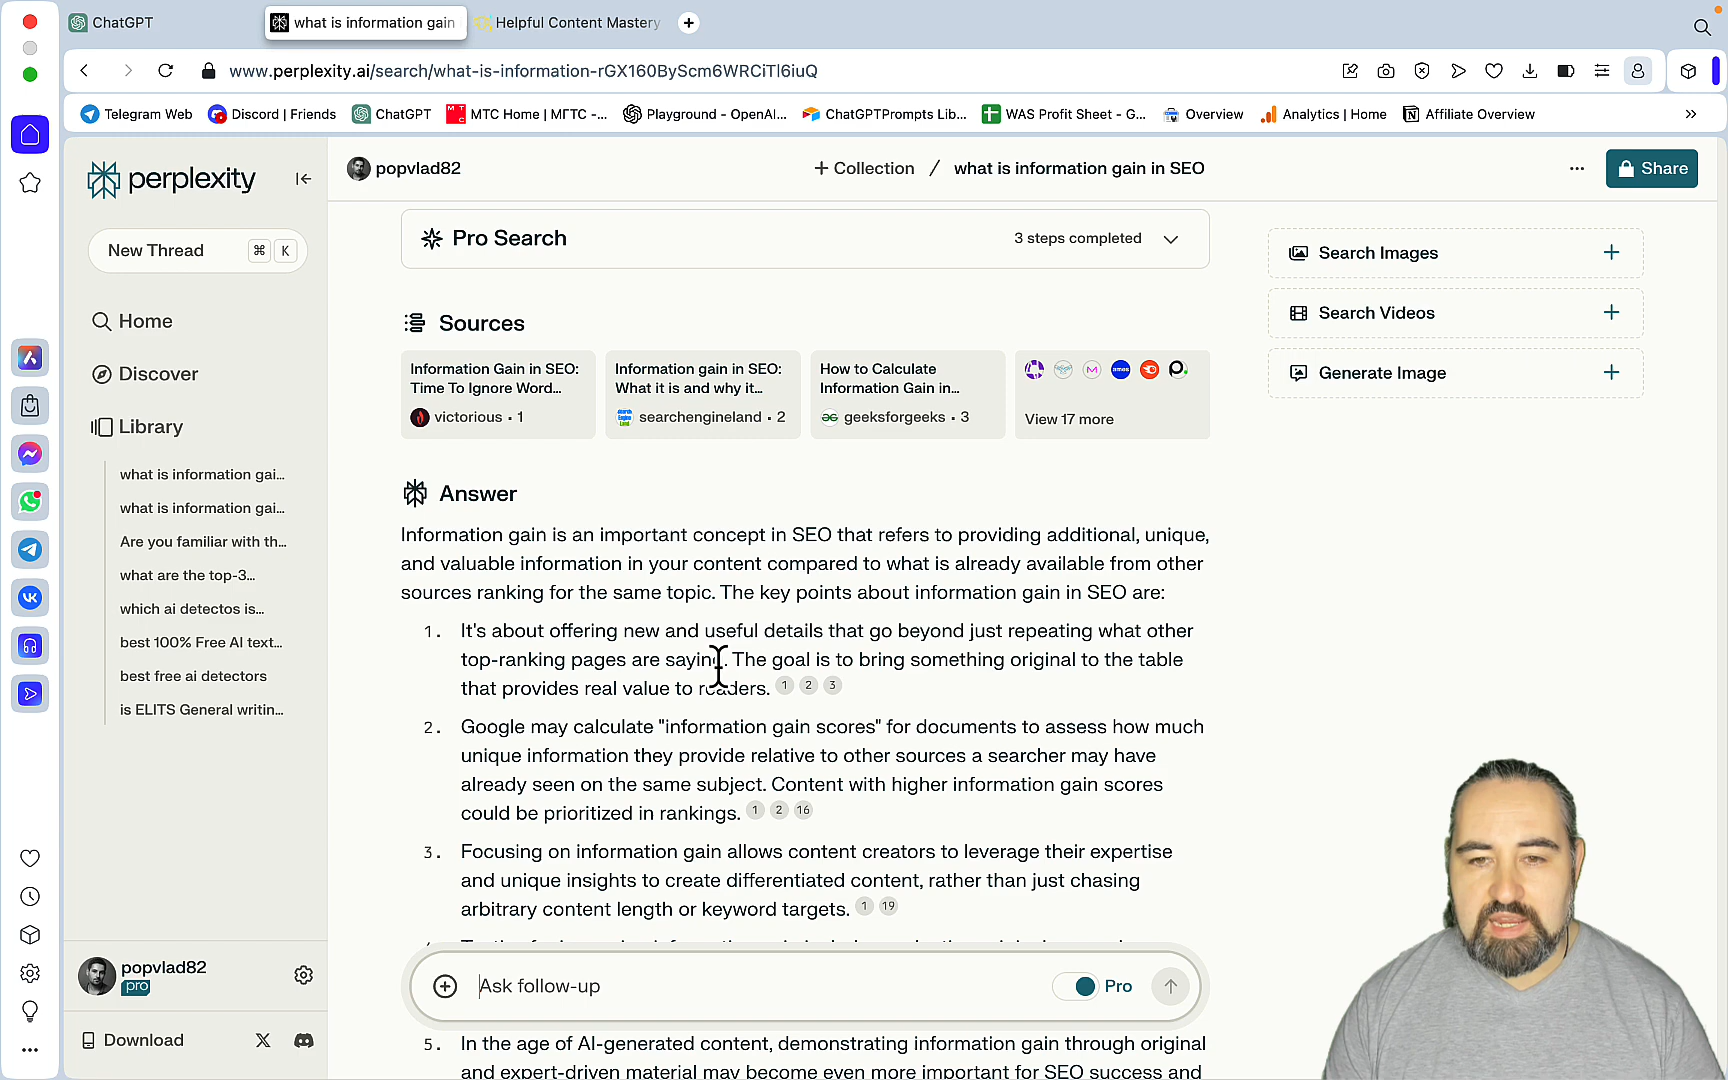 ChatGPT
what is information gain
Helpful Content Mastery
www.perplexity.ai/search/what-is-information-rGX160ByScm6WRCiTl6iuQ
Telegram Web
Discord | Friends
ChatGPT
МТС Home | МГТС -...
Playground - OpenAI...
ChatGPTPrompts Lib...
WAS Profit Sheet - G...
Overview
Analytics | Home
Affiliate Overview
perplexity
popvlad82
Collection / what is information gain in SEO
Share
New Thread
⌘ K
Home
Discover
Library
what is information gai...
what is information gai...
Are you familiar with th...
what are the top-3...
which ai detectos is...
best 100% Free AI text...
best free ai detectors
is ELITS General writin...
popvlad82
pro
Download
Pro Search
3 steps completed
Sources
Information Gain in SEO:
Time To Ignore Word...
victorious • 1
Information gain in SEO:
What it is and why it...
searchengineland • 2
How to Calculate
Information Gain in...
geeksforgeeks • 3
View 17 more
Answer
Information gain is an important concept in SEO that refers to providing additional, unique,
and valuable information in your content compared to what is already available from other
sources ranking for the same topic. The key points about information gain in SEO are:
1. It's about offering new and useful details that go beyond just repeating what other
top-ranking pages are saying. The goal is to bring something original to the table
that provides real value to readers. 1 2 3
2. Google may calculate "information gain scores" for documents to assess how much
unique information they provide relative to other sources a searcher may have
already seen on the same subject. Content with higher information gain scores
could be prioritized in rankings. 1 2 16
3. Focusing on information gain allows content creators to leverage their expertise
and unique insights to create differentiated content, rather than just chasing
arbitrary content length or keyword targets. 1 19
Ask follow-up
Pro
5. In the age of AI-generated content, demonstrating information gain through original
and expert-driven material may become even more important for SEO success and
Search Images
Search Videos
Generate Image